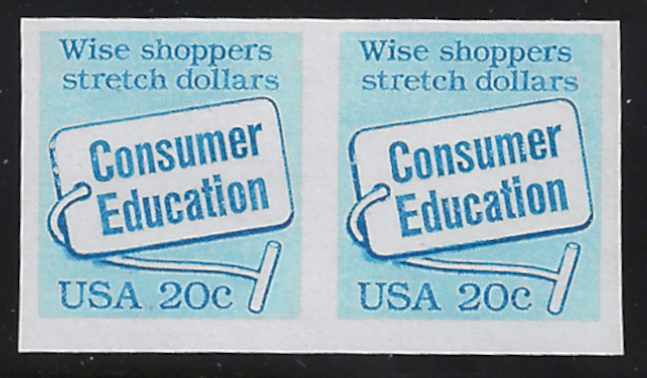 Wise shoppers
stretch dollars
Consumer
Education
USA 20c
Wise shoppers
stretch dollars
Consumer
Education
USA 20c